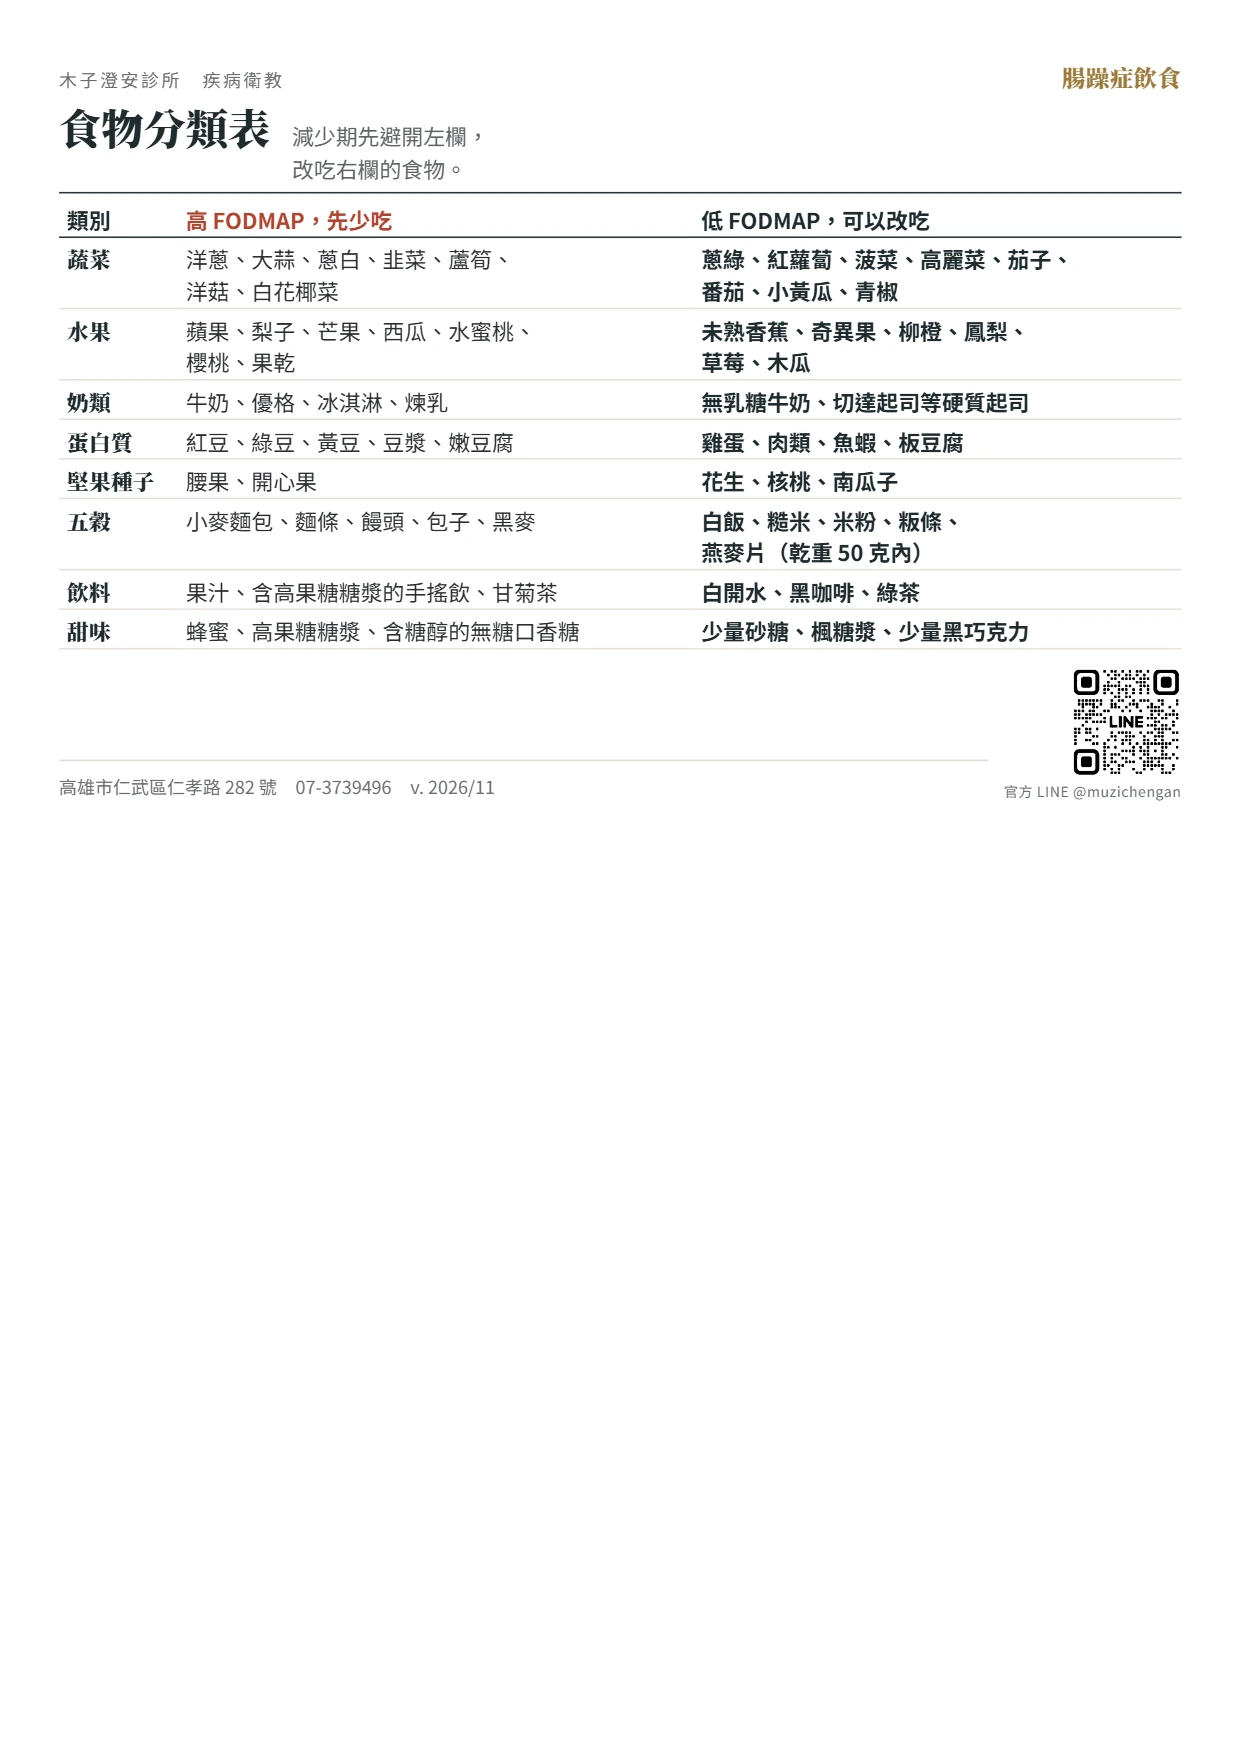 木子澄安診所　疾病衛教
腸躁症飲食
食物分類表
減少期先避開左欄，
改吃右欄的食物。
類別 高 FODMAP，先少吃 低 FODMAP，可以改吃
蔬菜 洋蔥、大蒜、蔥白、韭菜、蘆筍、 蔥綠、紅蘿蔔、菠菜、高麗菜、茄子、
洋菇、白花椰菜 番茄、小黃瓜、青椒
水果 蘋果、梨子、芒果、西瓜、水蜜桃、 未熟香蕉、奇異果、柳橙、鳳梨、
櫻桃、果乾 草莓、木瓜
奶類 牛奶、優格、冰淇淋、煉乳 無乳糖牛奶、切達起司等硬質起司
蛋白質 紅豆、綠豆、黃豆、豆漿、嫩豆腐 雞蛋、肉類、魚蝦、板豆腐
堅果種子 腰果、開心果 花生、核桃、南瓜子
五穀 小麥麵包、麵條、饅頭、包子、黑麥 白飯、糙米、米粉、粄條、
燕麥片（乾重 50 克內）
飲料 果汁、含高果糖糖漿的手搖飲、甘菊茶 白開水、黑咖啡、綠茶
甜味 蜂蜜、高果糖糖漿、含糖醇的無糖口香糖 少量砂糖、楓糖漿、少量黑巧克力
LINE
高雄市仁武區仁孝路 282 號　07-3739496　v. 2026/11
官方 LINE @muzichengan